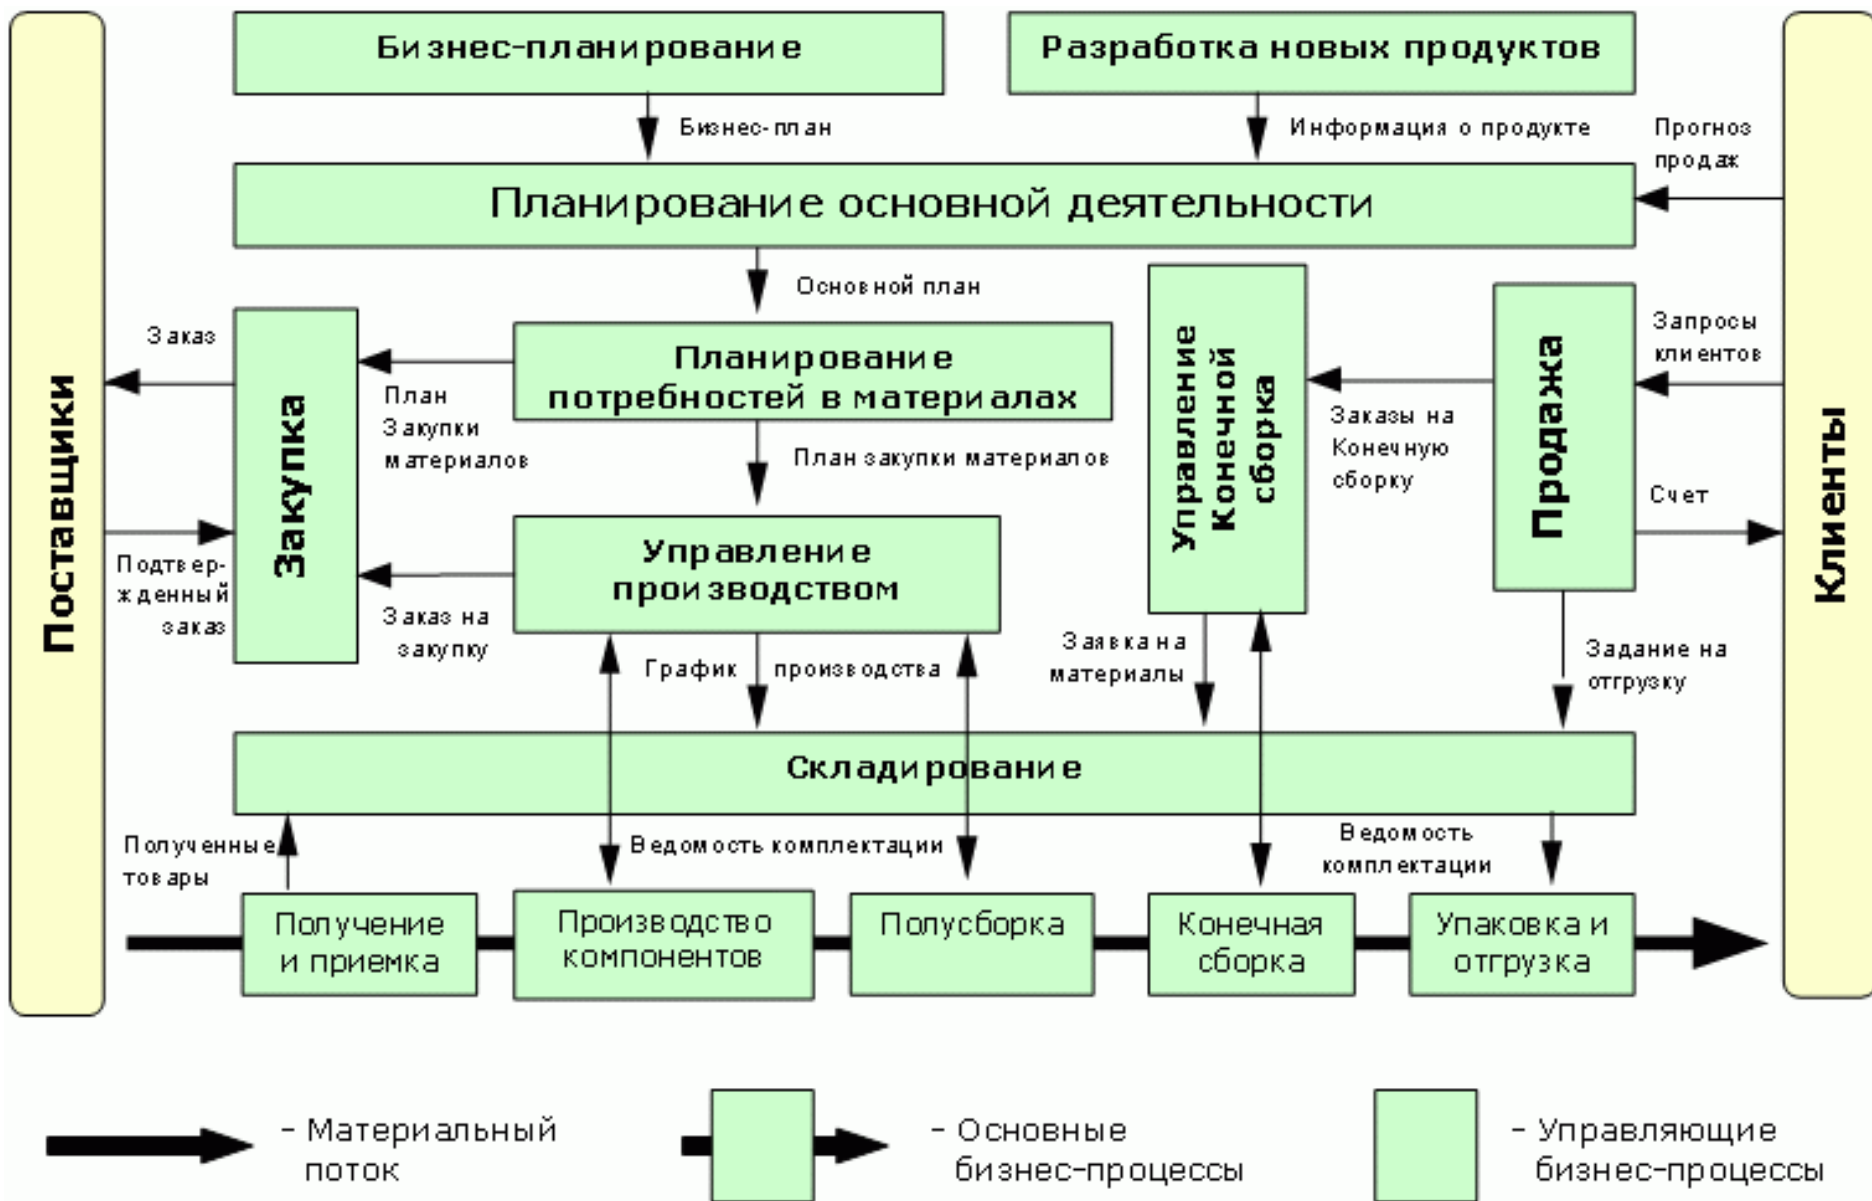 Бизнес-планирование
Разработка новых продуктов
Бизнес-план
Информация о продукте
Прогноз
продаж
Планирование основной деятельности
Основной план
Поставщики
Заказ
Закупка
План
Закупки
материалов
Планирование
потребностей в материалах
План закупки материалов
Управление
Конечной
сборка
Заказы на
Конечную
сборку
Продажа
Запросы
клиентов
Счет
Клиенты
Подтвер-
жденный
заказ
Заказ на
закупку
Управление
производством
График производства
Заявка на
материалы
Задание на
отгрузку
Складирование
Полученные
товары
Ведомость комплектации
Ведомость
комплектации
Получение
и приемка
Производство
компонентов
Полусборка
Конечная
сборка
Упаковка и
отгрузка
– Материальный
поток
– Основные
бизнес-процессы
– Управляющие
бизнес-процессы